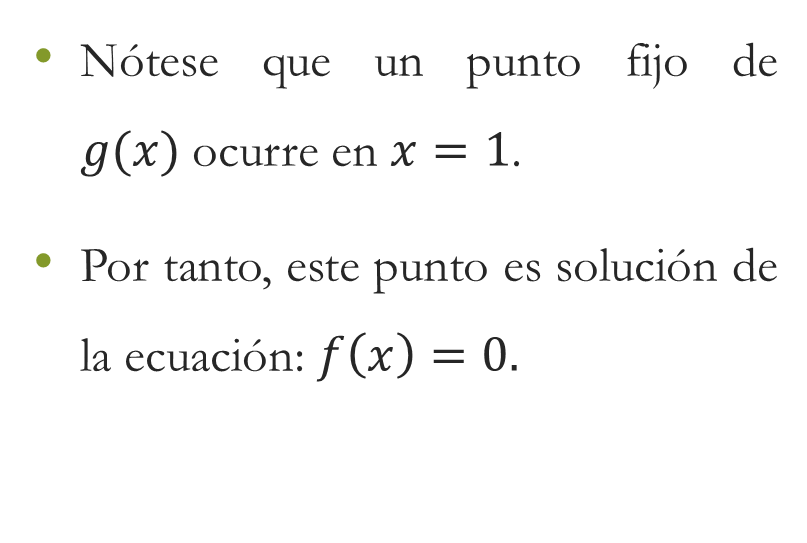 • Nótese que un punto fijo de
g(x) ocurre en x = 1.
• Por tanto, este punto es solución de
la ecuación: f(x) = 0.